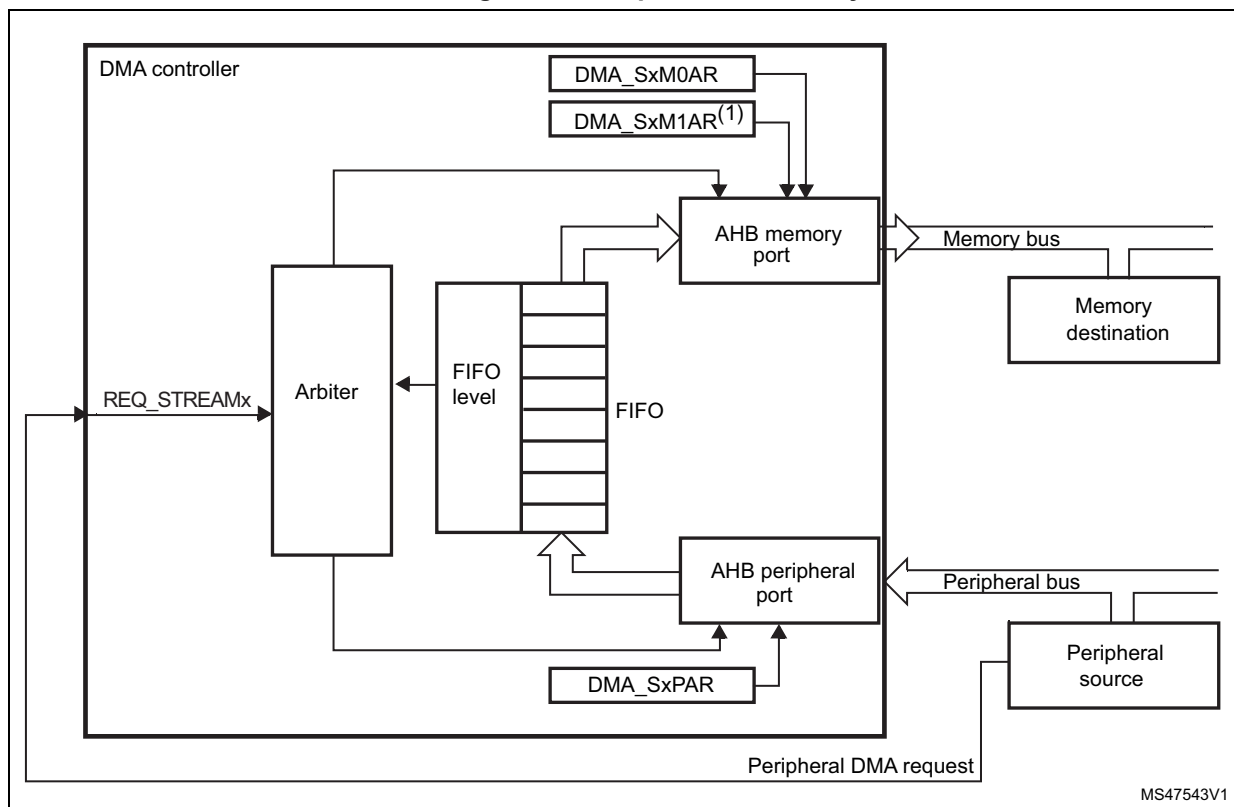 DMA controller
DMA_SxM0AR
DMA_SxM1AR(1)
AHB memory
port
Memory bus
Memory
destination
REQ_STREAMx
Arbiter
FIFO
level
FIFO
AHB peripheral
port
Peripheral bus
Peripheral
source
DMA_SxPAR
Peripheral DMA request
MS47543V1